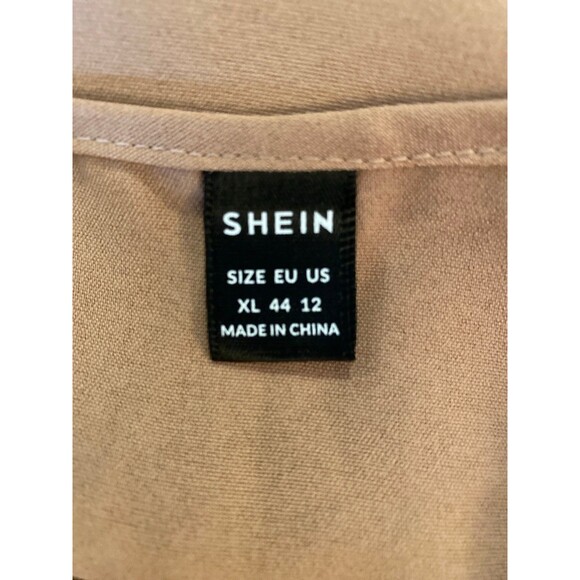 SHEIN
SIZE EU US
XL 44 12
MADE IN CHINA